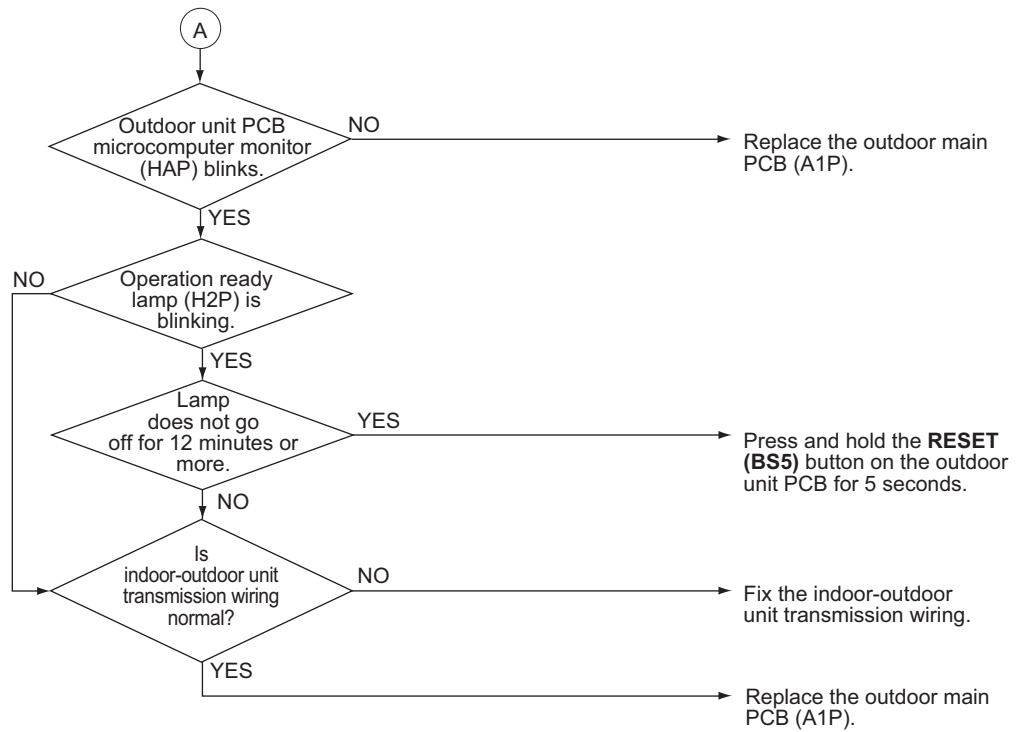 A
Outdoor unit PCB
microcomputer monitor
(HAP) blinks.
NO
Replace the outdoor main
PCB (A1P).
YES
NO
Operation ready
lamp (H2P) is
blinking.
YES
Lamp
does not go
off for 12 minutes or
more.
YES
Press and hold the RESET
(BS5) button on the outdoor
unit PCB for 5 seconds.
NO
Is
indoor-outdoor unit
transmission wiring
normal?
NO
Fix the indoor-outdoor
unit transmission wiring.
YES
Replace the outdoor main
PCB (A1P).